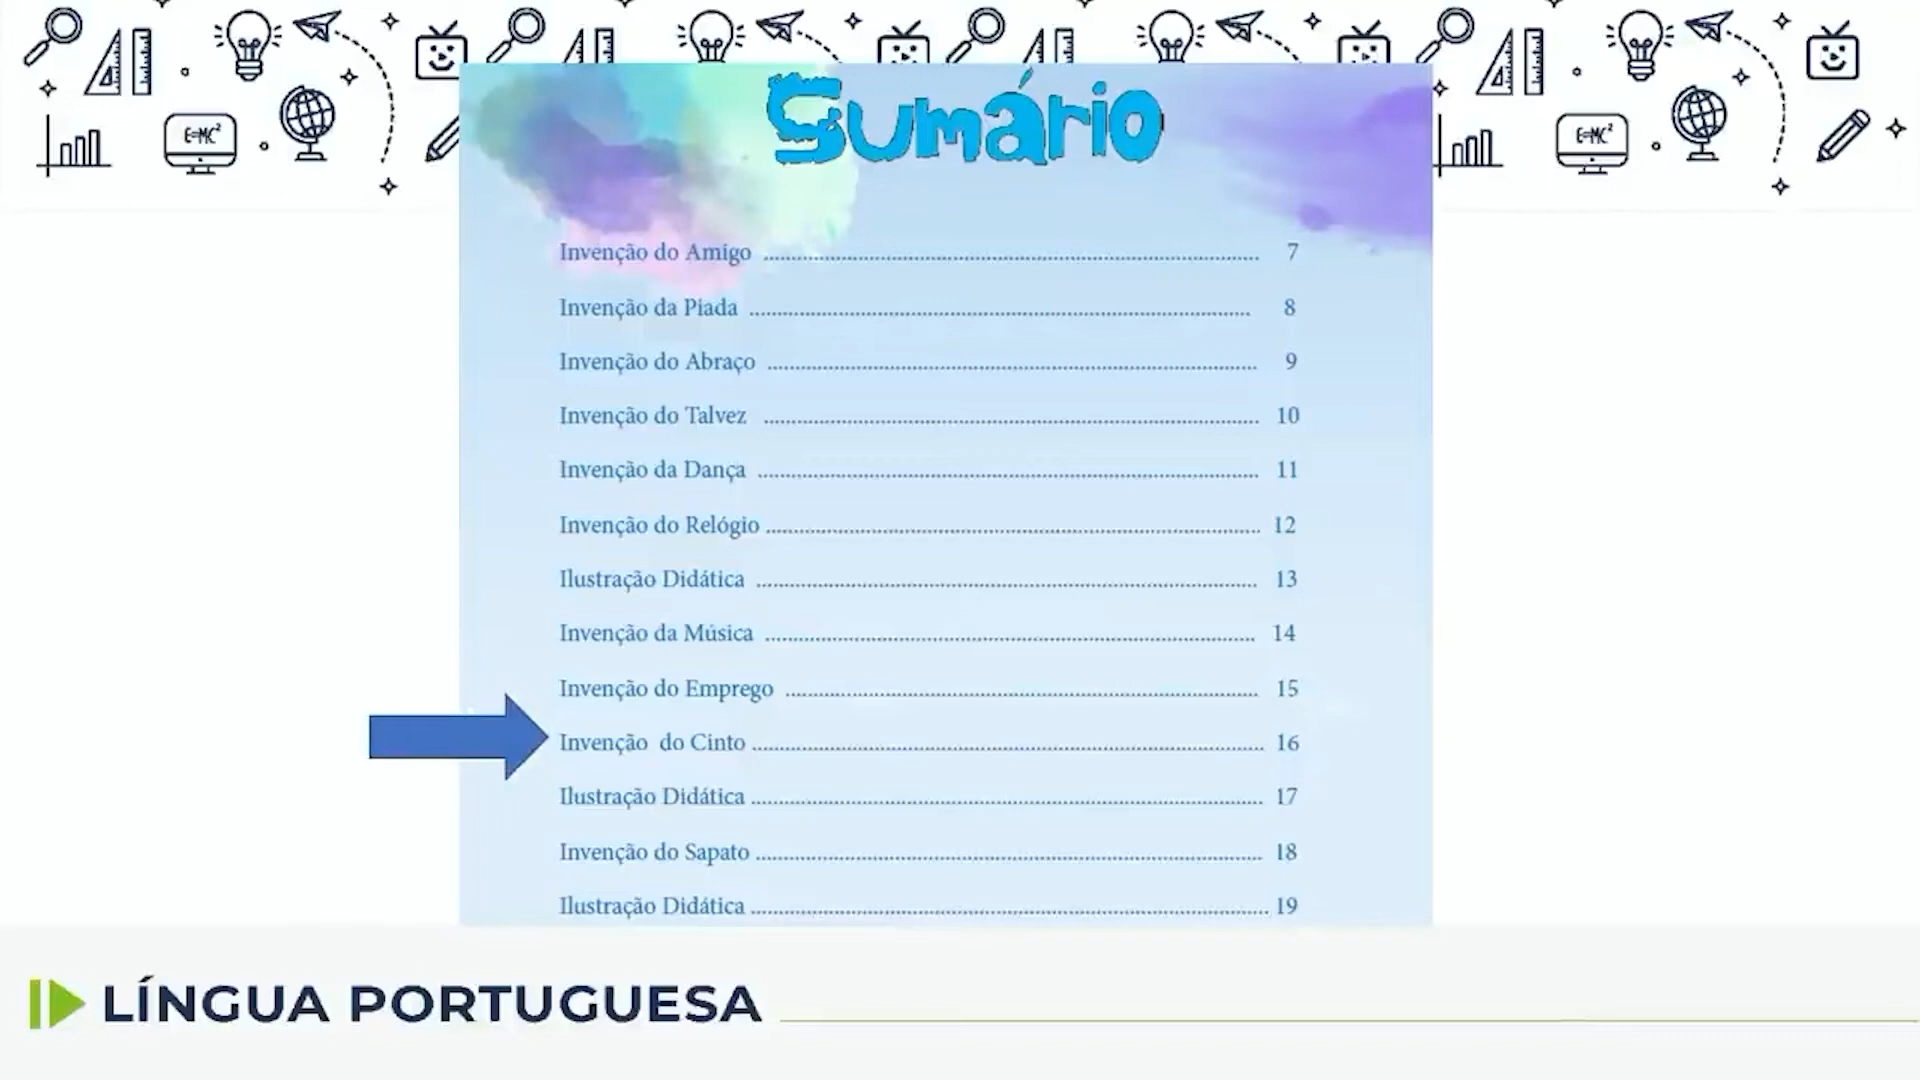 E=MC²
E=MC²
Sumário
Invenção do Amigo ........................ 7
Invenção da Piada ........................ 8
Invenção do Abraço ........................ 9
Invenção do Talvez ........................ 10
Invenção da Dança ........................ 11
Invenção do Relógio ........................ 12
Ilustração Didática ........................ 13
Invenção da Música ........................ 14
Invenção do Emprego ........................ 15
Invenção do Cinto ........................ 16
Ilustração Didática ........................ 17
Invenção do Sapato ........................ 18
Ilustração Didática ........................ 19
LÍNGUA PORTUGUESA